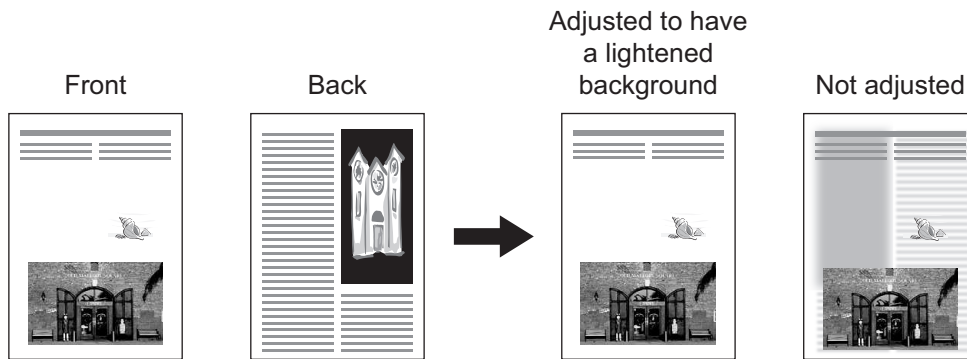 Adjusted to have
a lightened
background
Front
Back
Not adjusted